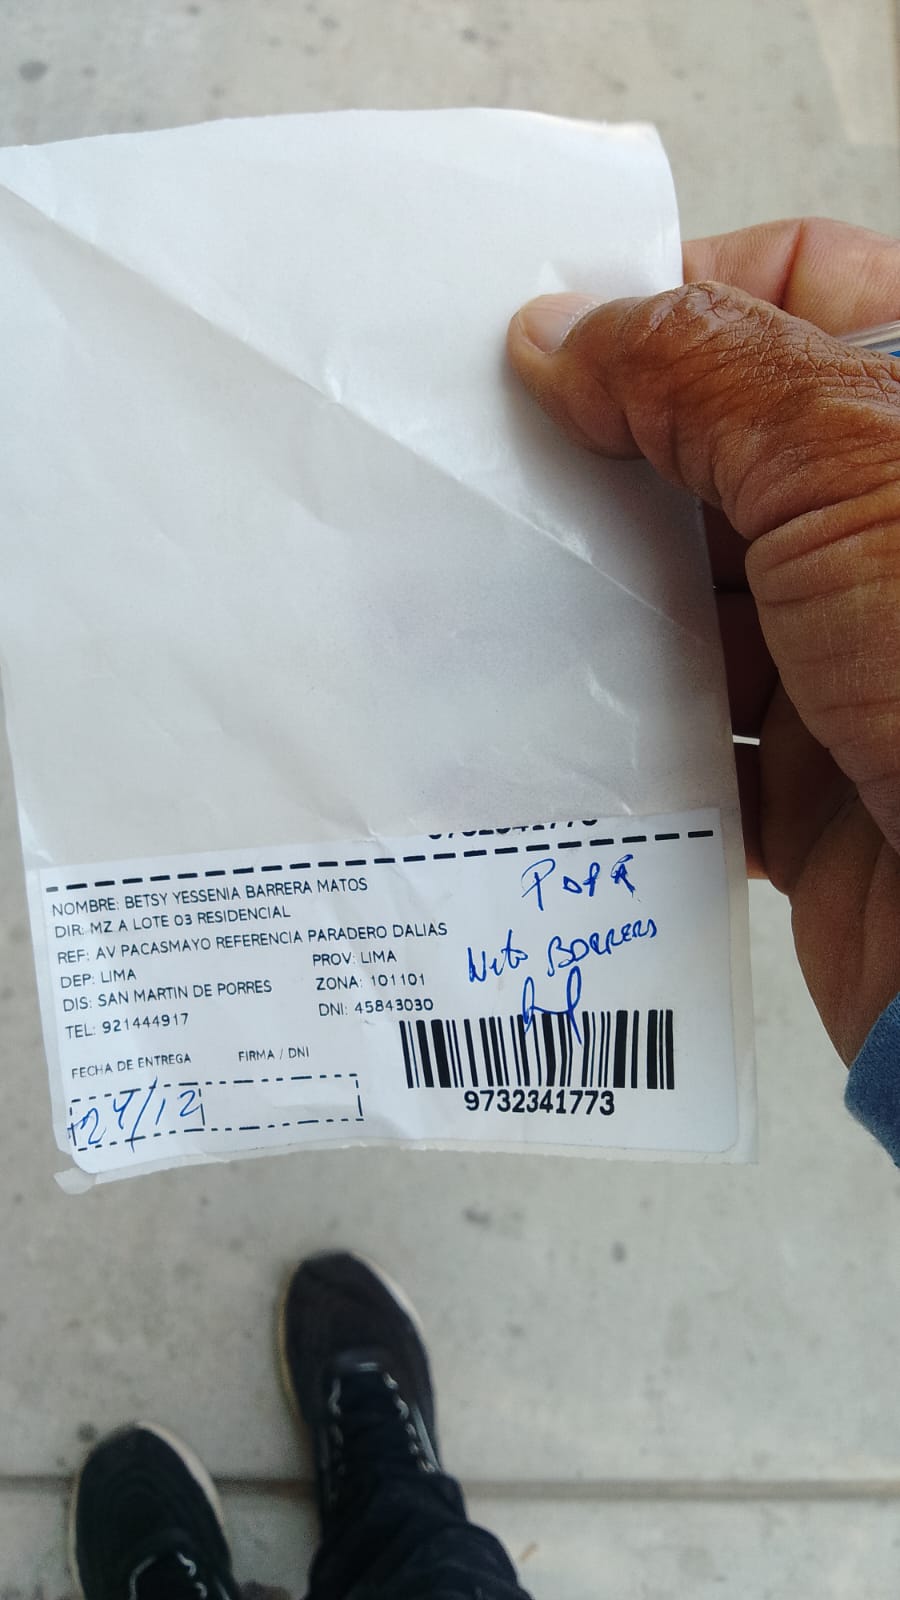 NOMBRE: BETSY YESSENIA BARRERA MATOS
DIR: MZ A LOTE 03 RESIDENCIAL
REF: AV PACASMAYO REFERENCIA PARADERO DALIAS
DEP: LIMA PROV: LIMA
DIS: SAN MARTIN DE PORRES ZONA: 101101
TEL: 921444917 DNI: 45843030
FECHA DE ENTREGA FIRMA / DNI
24/12
PAPA
9732341773